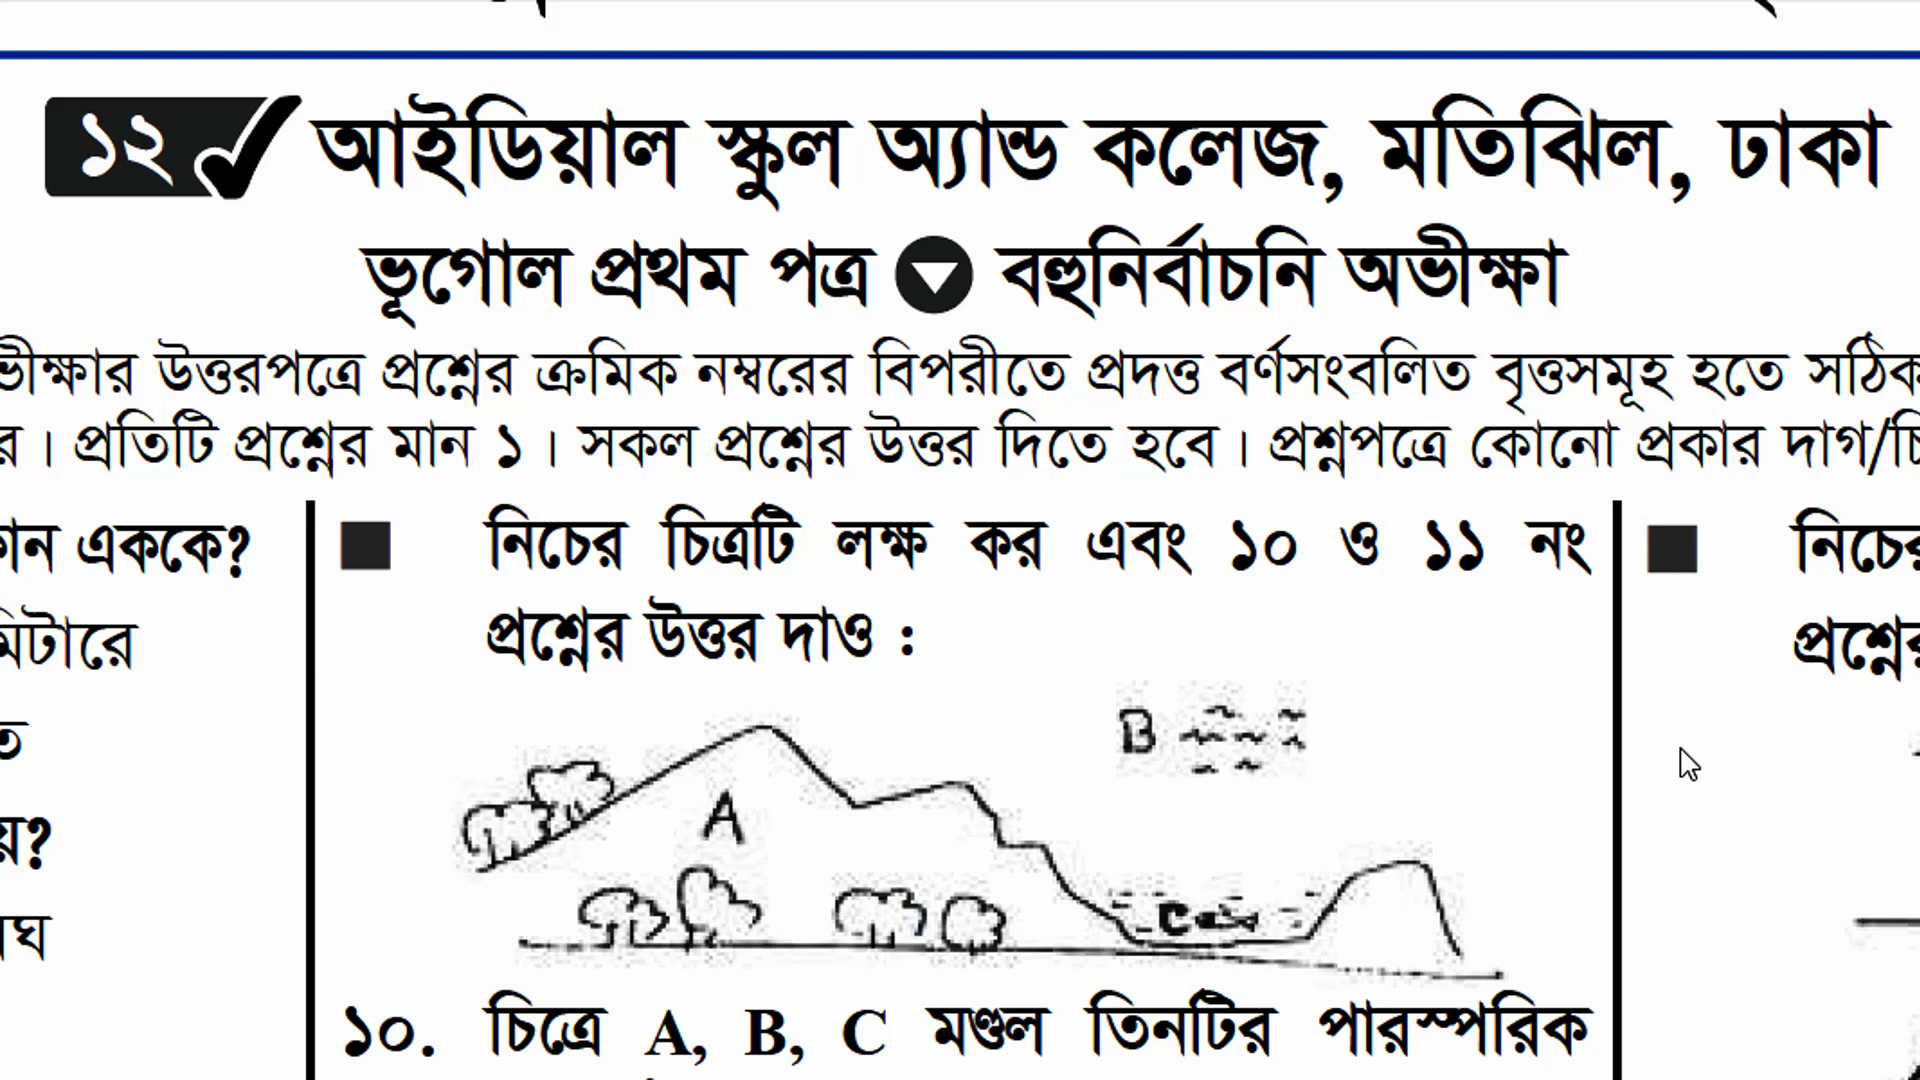 ১২ আইডিয়াল স্কুল অ্যান্ড কলেজ, মতিঝিল, ঢাকা
ভূগোল প্রথম পত্র বহুনির্বাচনি অভীক্ষা
উত্তরপত্রে প্রশ্নের ক্রমিক নম্বরের বিপরীতে প্রদত্ত বর্ণসংবলিত বৃত্তসমূহ হতে
। প্রতিটি প্রশ্নের মান ১। সকল প্রশ্নের উত্তর দিতে হবে। প্রশ্নপত্রে কোনো প্রকার দাগ/
এককে?
নিচের চিত্রটি লক্ষ কর এবং ১০ ও ১১ নং
প্রশ্নের উত্তর দাও :
A
B
C
১০. চিত্রে A, B, C মণ্ডল তিনটির পারস্পরিক